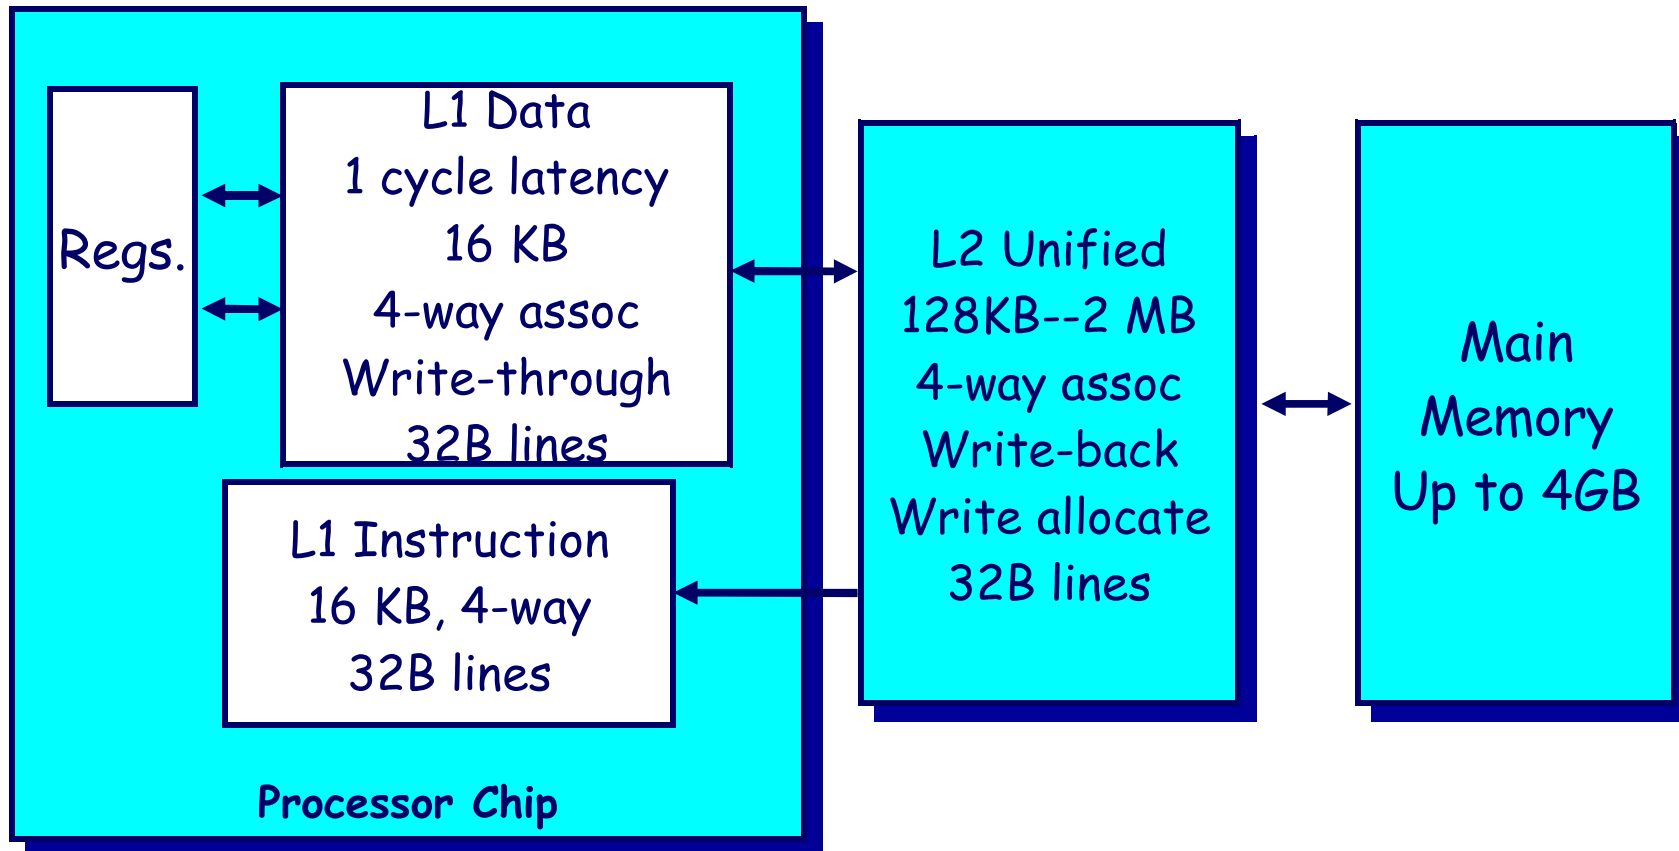 Regs.
L1 Data
1 cycle latency
16 KB
4-way assoc
Write-through
32B lines
L1 Instruction
16 KB, 4-way
32B lines
Processor Chip
L2 Unified
128KB--2 MB
4-way assoc
Write-back
Write allocate
32B lines
Main
Memory
Up to 4GB